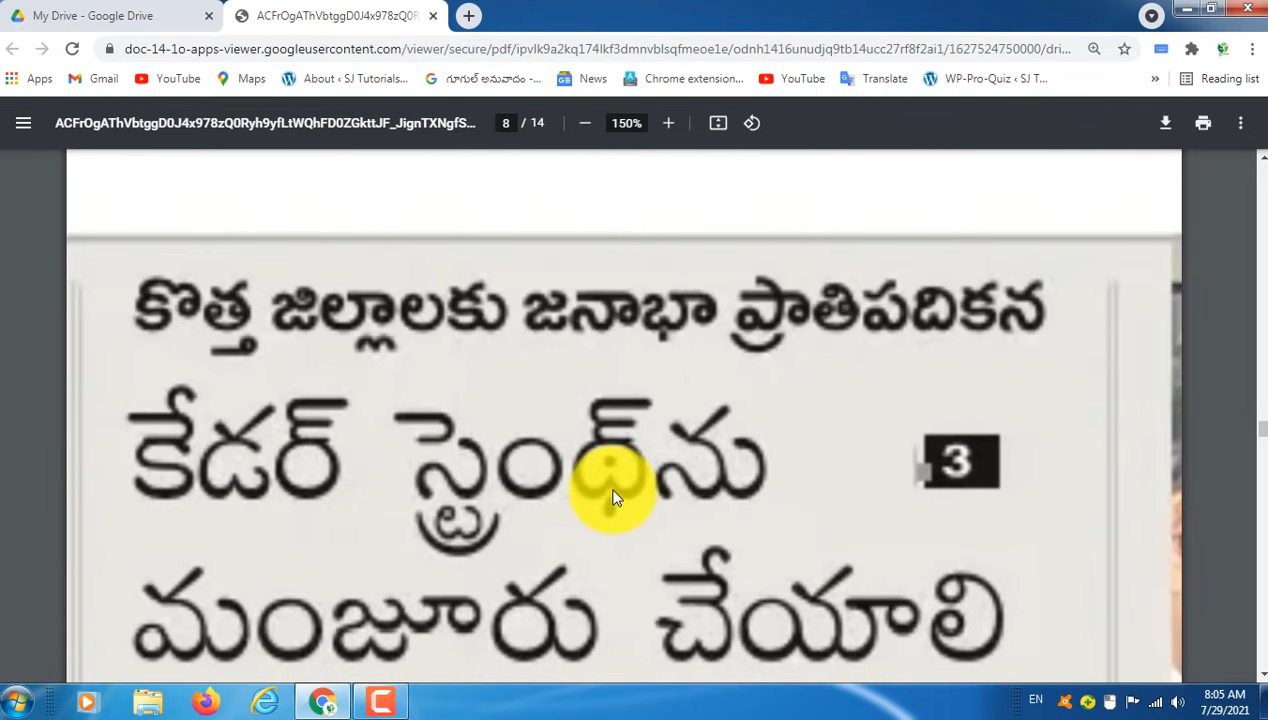 My Drive - Google Drive
ACFrOgAThVbtggD0J4x978zQ0R
doc-14-1o-apps-viewer.googleusercontent.com/viewer/secure/pdf/ipvlk9a2kq174lkf3dmnvblsqfmeoe1e/odnh1416unudjq9tb14ucc27rf8f2ai1/1627524750000/dri...
Apps
Gmail
YouTube
Maps
About ‹ SJ Tutorials...
గూగుల్ అనువాదం -...
News
Chrome extension...
YouTube
Translate
WP-Pro-Quiz ‹ SJ T...
»
Reading list
ACFrOgAThVbtggD0J4x978zQ0Ryh9yfLtWQhFD0ZGkttJF_JignTXNgfS...
8 / 14
150%
కొత్త జిల్లాలకు జనాభా ప్రాతిపదికన
కేడర్ స్ట్రెంథ్‌ను
3
మంజూరు చేయాలి
EN
8:05 AM
7/29/2021